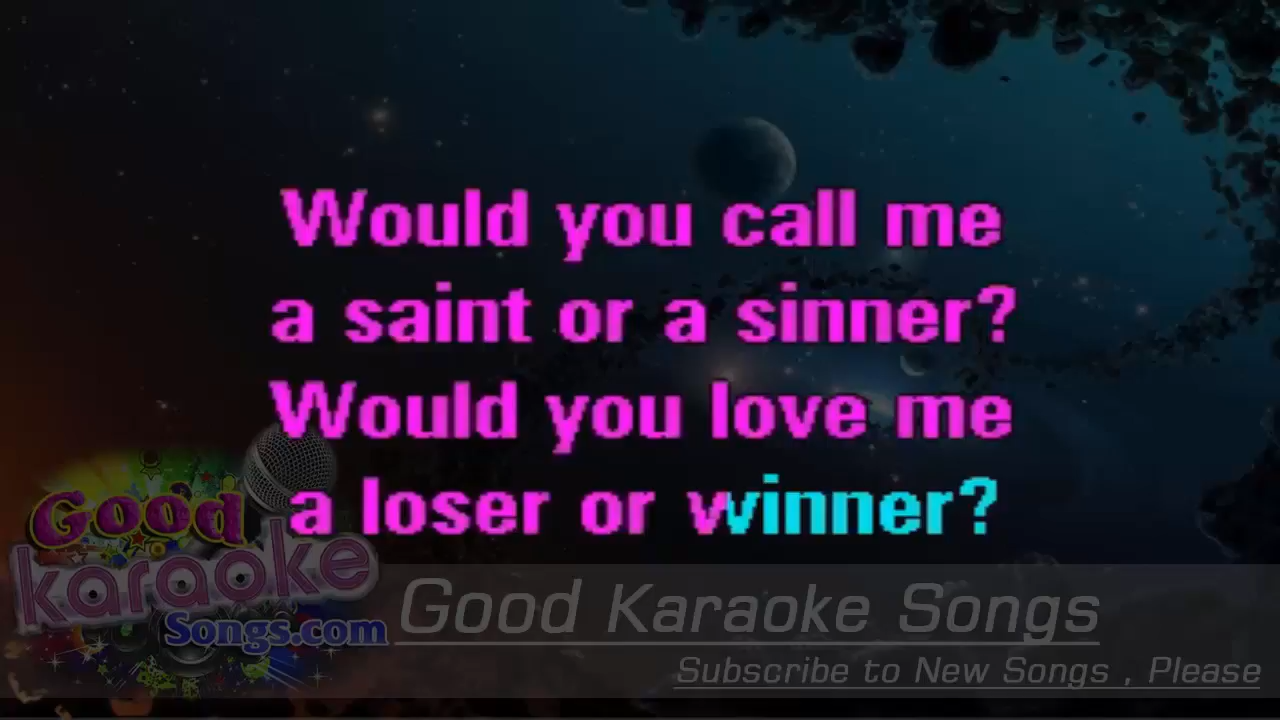 Would you call me
a saint or a sinner?
Would you love me
a loser or winner?
Good
karaoke
Songs.com
Good Karaoke Songs
Subscribe to New Songs , Please